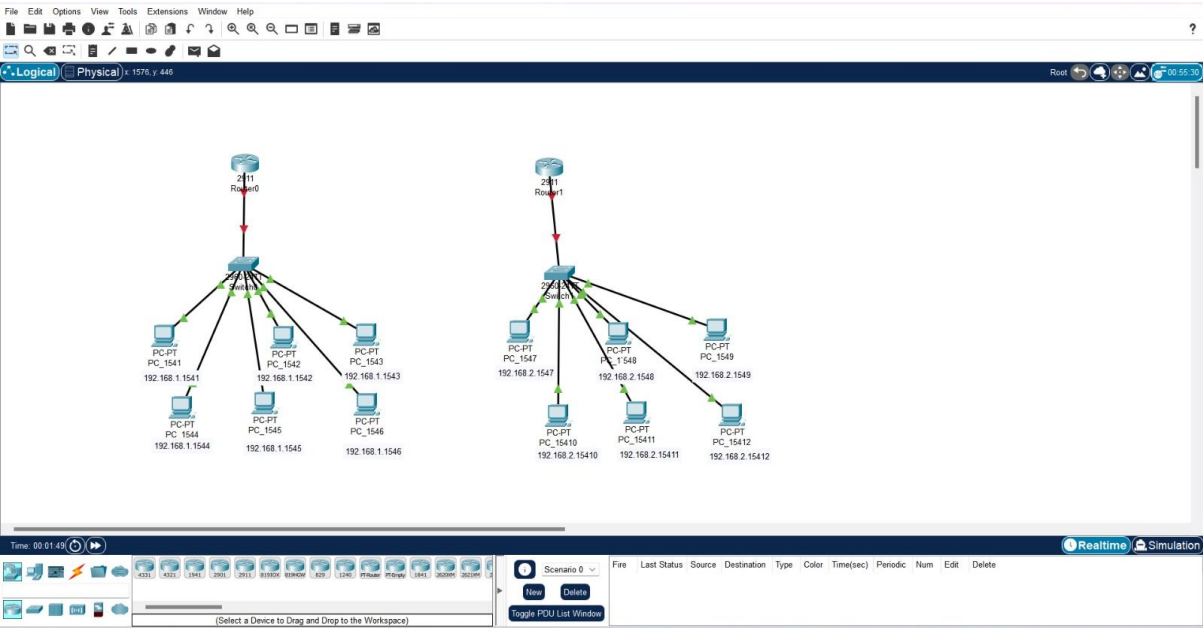 File Edit Options View Tools Extensions Window Help
?
Logical Physical x: 1576, y: 446 Root 00:55:30
2911
Router0
2911
Router1
Switch
PC-PT
PC_1541
192.168.1.1541
PC-PT
PC_1542
192.168.1.1542
PC-PT
PC_1543
192.168.1.1543
PC-PT
PC_1544
192.168.1.1544
PC-PT
PC_1545
192.168.1.1545
PC-PT
PC_1546
192.168.1.1546
Switch1
PC-PT
PC_1547
192.168.2.1547
PC-PT
PC_1548
192.168.2.1548
PC-PT
PC_1549
192.168.2.1549
PC-PT
PC_15410
192.168.2.15410
PC-PT
PC_15411
192.168.2.15411
PC-PT
PC_15412
192.168.2.15412
Time: 00:01:49 Realtime Simulation
4331 4321 1941 2901 2911 819IOX 819HGW 829 1240 PT-Router PT-Empty 1841 2620XM 2621XM
(Select a Device to Drag and Drop to the Workspace)
Scenario 0
New Delete
Toggle PDU List Window
Fire Last Status Source Destination Type Color Time(sec) Periodic Num Edit Delete